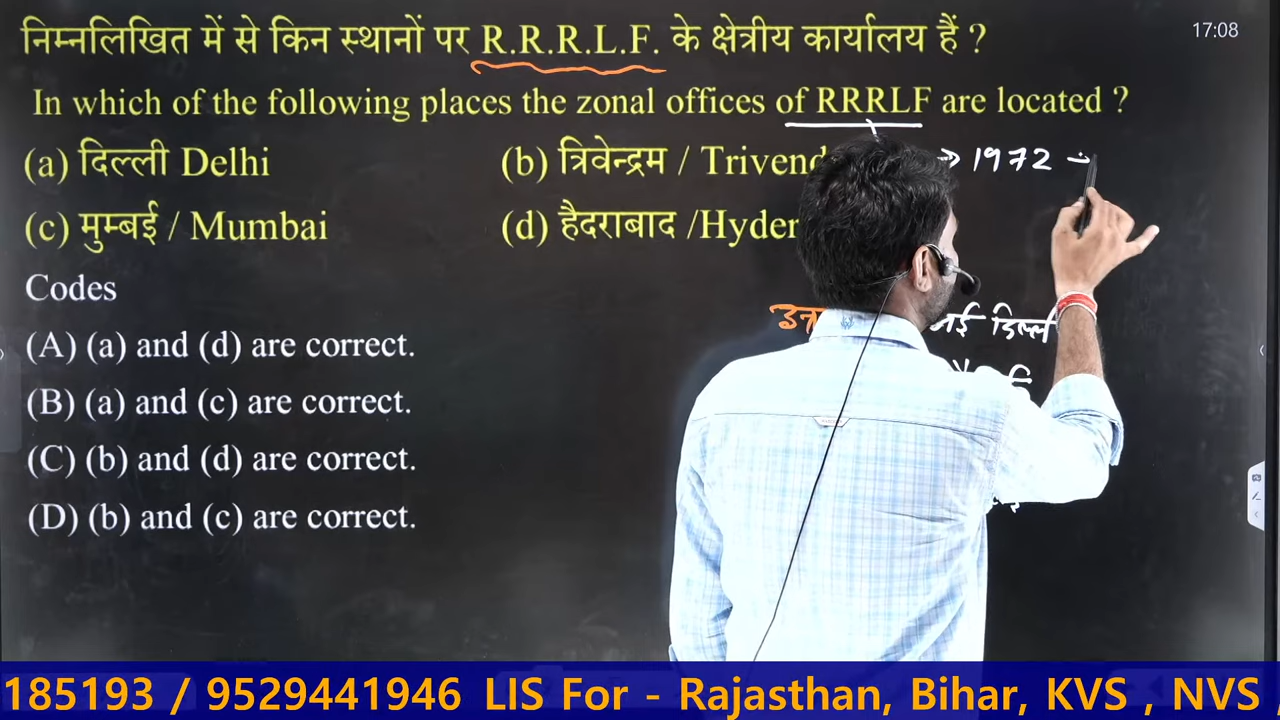 17:08
निम्नलिखित में से किन स्थानों पर R.R.R.L.F. के क्षेत्रीय कार्यालय हैं ?
In which of the following places the zonal offices of RRRLF are located ?
(a) दिल्ली Delhi
(b) त्रिवेन्द्रम / Trivend
→ 1972
(c) मुम्बई / Mumbai
(d) हैदराबाद /Hyder
Codes
दिल्ली
(A) (a) and (d) are correct.
(B) (a) and (c) are correct.
(C) (b) and (d) are correct.
(D) (b) and (c) are correct.
185193 / 9529441946 LIS For - Rajasthan, Bihar, KVS , NVS ,